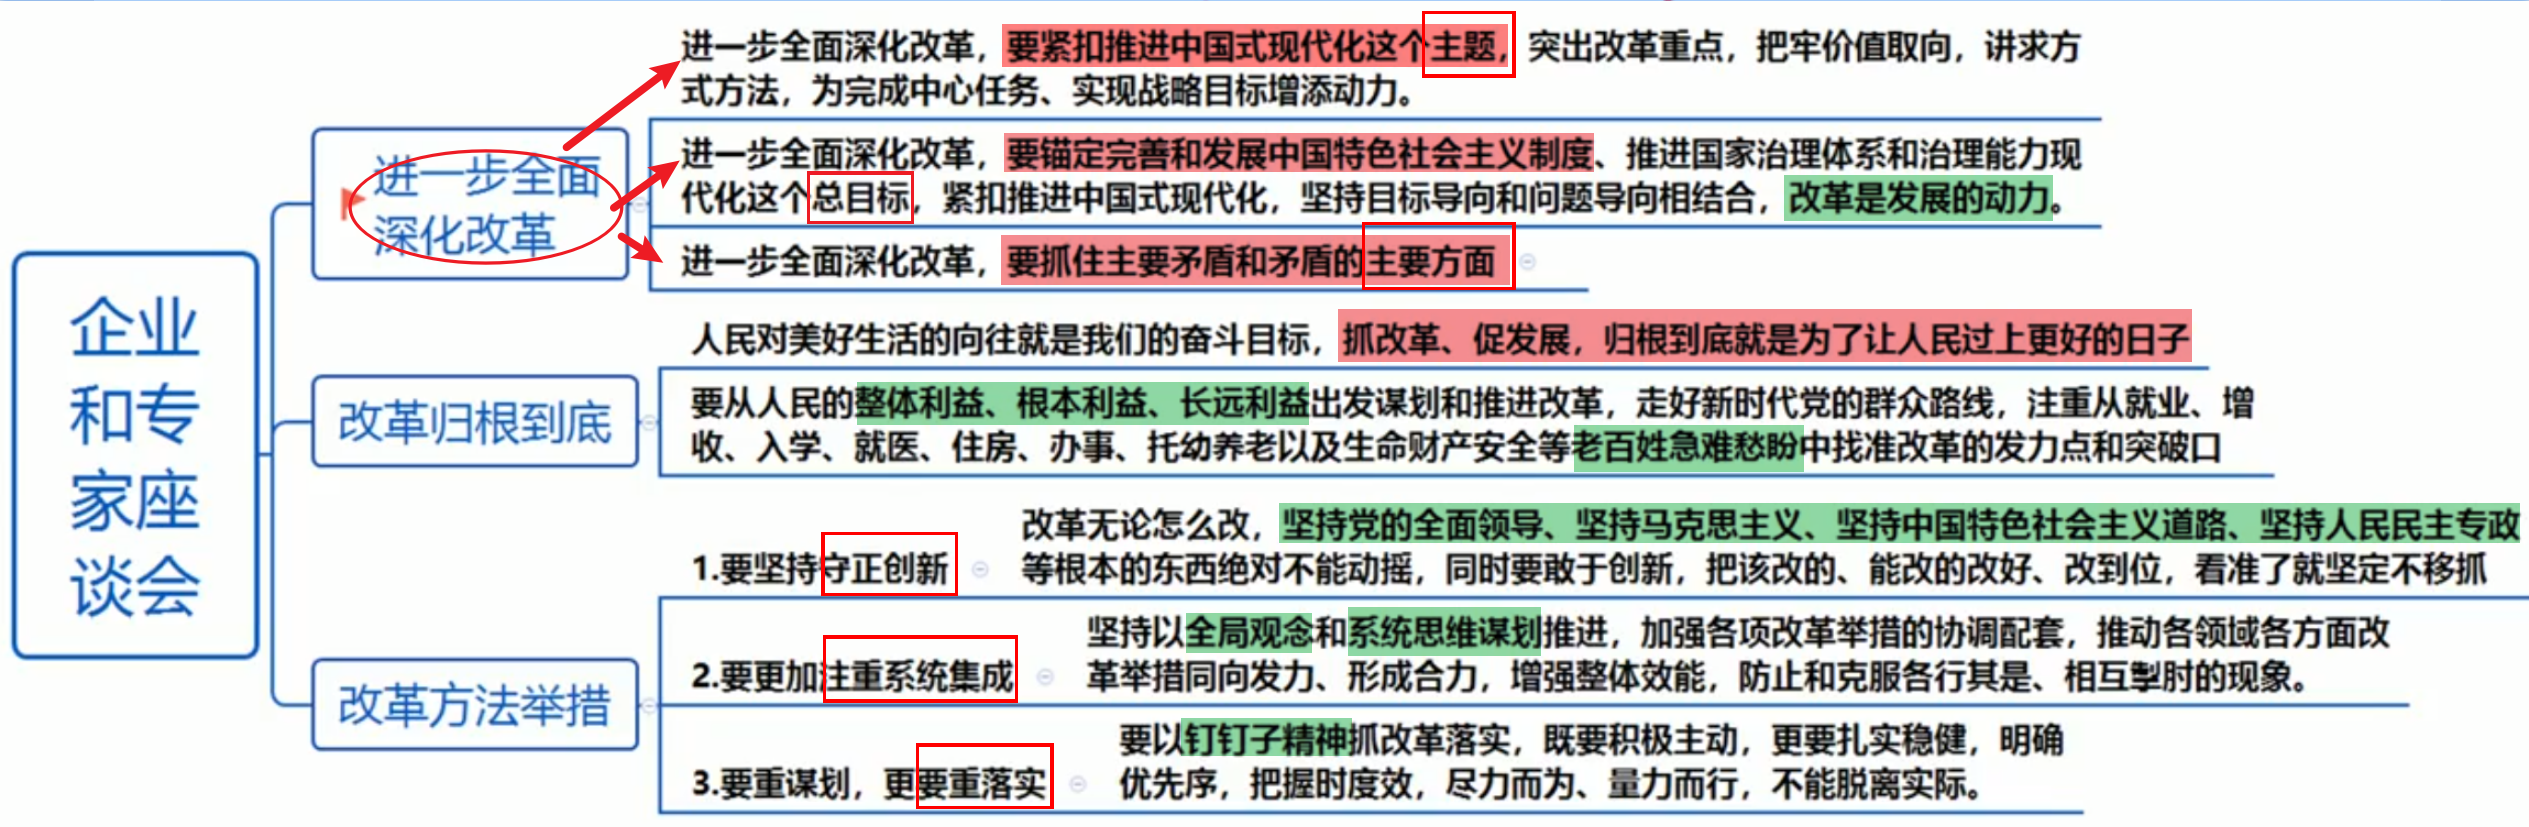 企业
和专
家座
谈会
进一步全面
深化改革
进一步全面深化改革，要紧扣推进中国式现代化这个主题，突出改革重点，把牢价值取向，讲求方
式方法，为完成中心任务、实现战略目标增添动力。
进一步全面深化改革，要锚定完善和发展中国特色社会主义制度、推进国家治理体系和治理能力现
代化这个总目标，紧扣推进中国式现代化，坚持目标导向和问题导向相结合，改革是发展的动力。
进一步全面深化改革，要抓住主要矛盾和矛盾的主要方面
改革归根到底
人民对美好生活的向往就是我们的奋斗目标，抓改革、促发展，归根到底就是为了让人民过上更好的日子
要从人民的整体利益、根本利益、长远利益出发谋划和推进改革，走好新时代党的群众路线，注重从就业、增
收、入学、就医、住房、办事、托幼养老以及生命财产安全等老百姓急难愁盼中找准改革的发力点和突破口
改革方法举措
1.要坚持守正创新
改革无论怎么改，坚持党的全面领导、坚持马克思主义、坚持中国特色社会主义道路、坚持人民民主专政
等根本的东西绝对不能动摇，同时要敢于创新，把该改的、能改的改好、改到位，看准了就坚定不移抓
2.要更加注重系统集成
坚持以全局观念和系统思维谋划推进，加强各项改革举措的协调配套，推动各领域各方面改
革举措同向发力、形成合力，增强整体效能，防止和克服各行其是、相互掣肘的现象。
3.要重谋划，更要重落实
要以钉钉子精神抓改革落实，既要积极主动，更要扎实稳健，明确
优先序，把握时度效，尽力而为、量力而行，不能脱离实际。